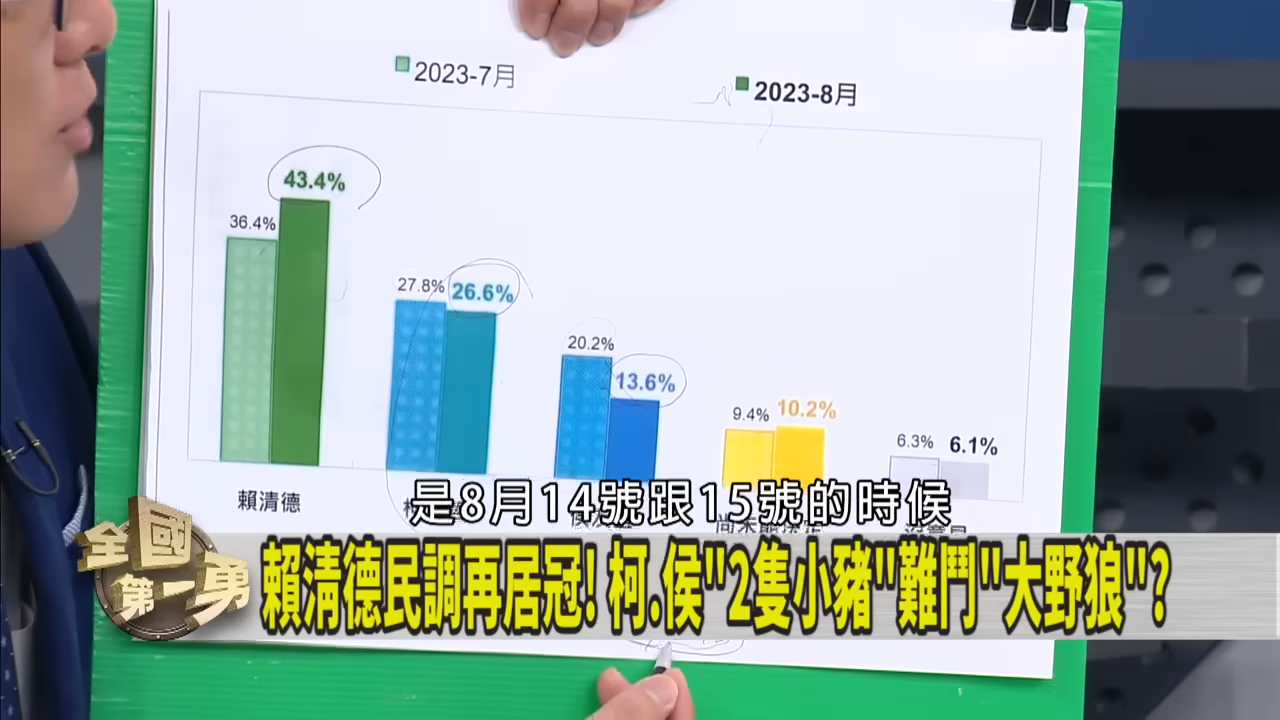 2023-7月
2023-8月
43.4%
36.4%
27.8%
26.6%
20.2%
13.6%
9.4%
10.2%
6.3%
6.1%
賴清德
是8月14號跟15號的時候
全國第一勇
賴清德民調再居冠! 柯.侯"2隻小豬"難鬥"大野狼"?